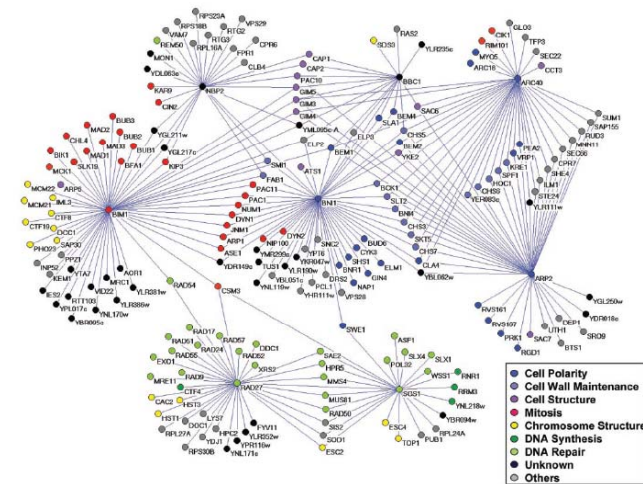 RPS23A
RPS18B
VAM7
REM50
MON1
YDL063c
KAR9
CIN2
RTG3
RPL16A
VPS29
RTG2
FPR1
CPR6
CLB4
NBP2
YGL211w
YGL217c
KIP3
BUB3
MAD2
BUB2
MAD3
BUB1
CHL4
MAD1
BIK1
SLK19
BFA1
MCK1
MCM22
ARP6
IML3
MCM21
CTF8
CTF19
DCC1
PHO23
SAP30
BIM1
INP52
PPZ1
KEM1
YTA7
AOR1
IES2
MRC1
YDL381w
VID22
RTT103
YLR386w
YPL017c
YNL170w
YBR095c
SDS3
RAS2
YLR235c
CAP1
CAP2
PAC10
GIM5
GIM3
GIM4
YML095c-A
BBC1
ELP3
ELP2
BEM1
SLA1
BEM4
SAC6
CHS5
BEM2
YKE2
SMI1
FAB1
ATS1
PAC11
PAC1
NUM1
DYN1
JNM1
ARP1
ASE1
YDR149c
BNI1
BCK1
SLT2
BNI4
CHS3
SKT5
CHS7
CLA4
YBL062w
NIP100
DYN2
YMR299c
TUS1
YLR190w
YNL119w
YBL051c
SNC2
YPT6
YKR047w
DRS2
PCL1
YHR111w
VPS28
BUD6
CYK3
SHS1
BNR1
ELM1
GIN4
NAP1
GLO3
CIK1
RIM101
TFP3
MYO5
SEC22
ARC18
CCT3
ARC40
SUM1
SAP155
RUD3
MNN11
PEA2
SEC66
VRP1
CPR7
KRE1
SHE4
SPF1
ILM1
HOC1
STE24
CHS6
YLR111w
YER083c
ARP2
RVS161
RVS167
PRK1
RGD1
YGL250w
YDR018c
DEP1
UTH1
SRO9
SAC7
BTS1
RAD54
CSM3
SWE1
RAD17
RAD57
RAD61
DDC1
RAD55
RAD24
RAD52
EXO1
XRS2
RAD9
MRE11
CTF4
CAC2
HST3
RAD27
SAE2
HPR5
MMS4
MUS81
RAD50
SIS2
SOD1
ESC2
HST1
LYS7
DOC1
RPL27A
HPC2
FYV11
YDJ1
YLR352w
YPR116w
RPS30B
YNL171c
ASF1
SLX4
POL32
SLX1
WSS1
RNR1
RRM3
YNL218w
SGS1
YBR094w
ESC4
RPL24A
TOP1
PUB1
Cell Polarity
Cell Wall Maintenance
Cell Structure
Mitosis
Chromosome Structure
DNA Synthesis
DNA Repair
Unknown
Others